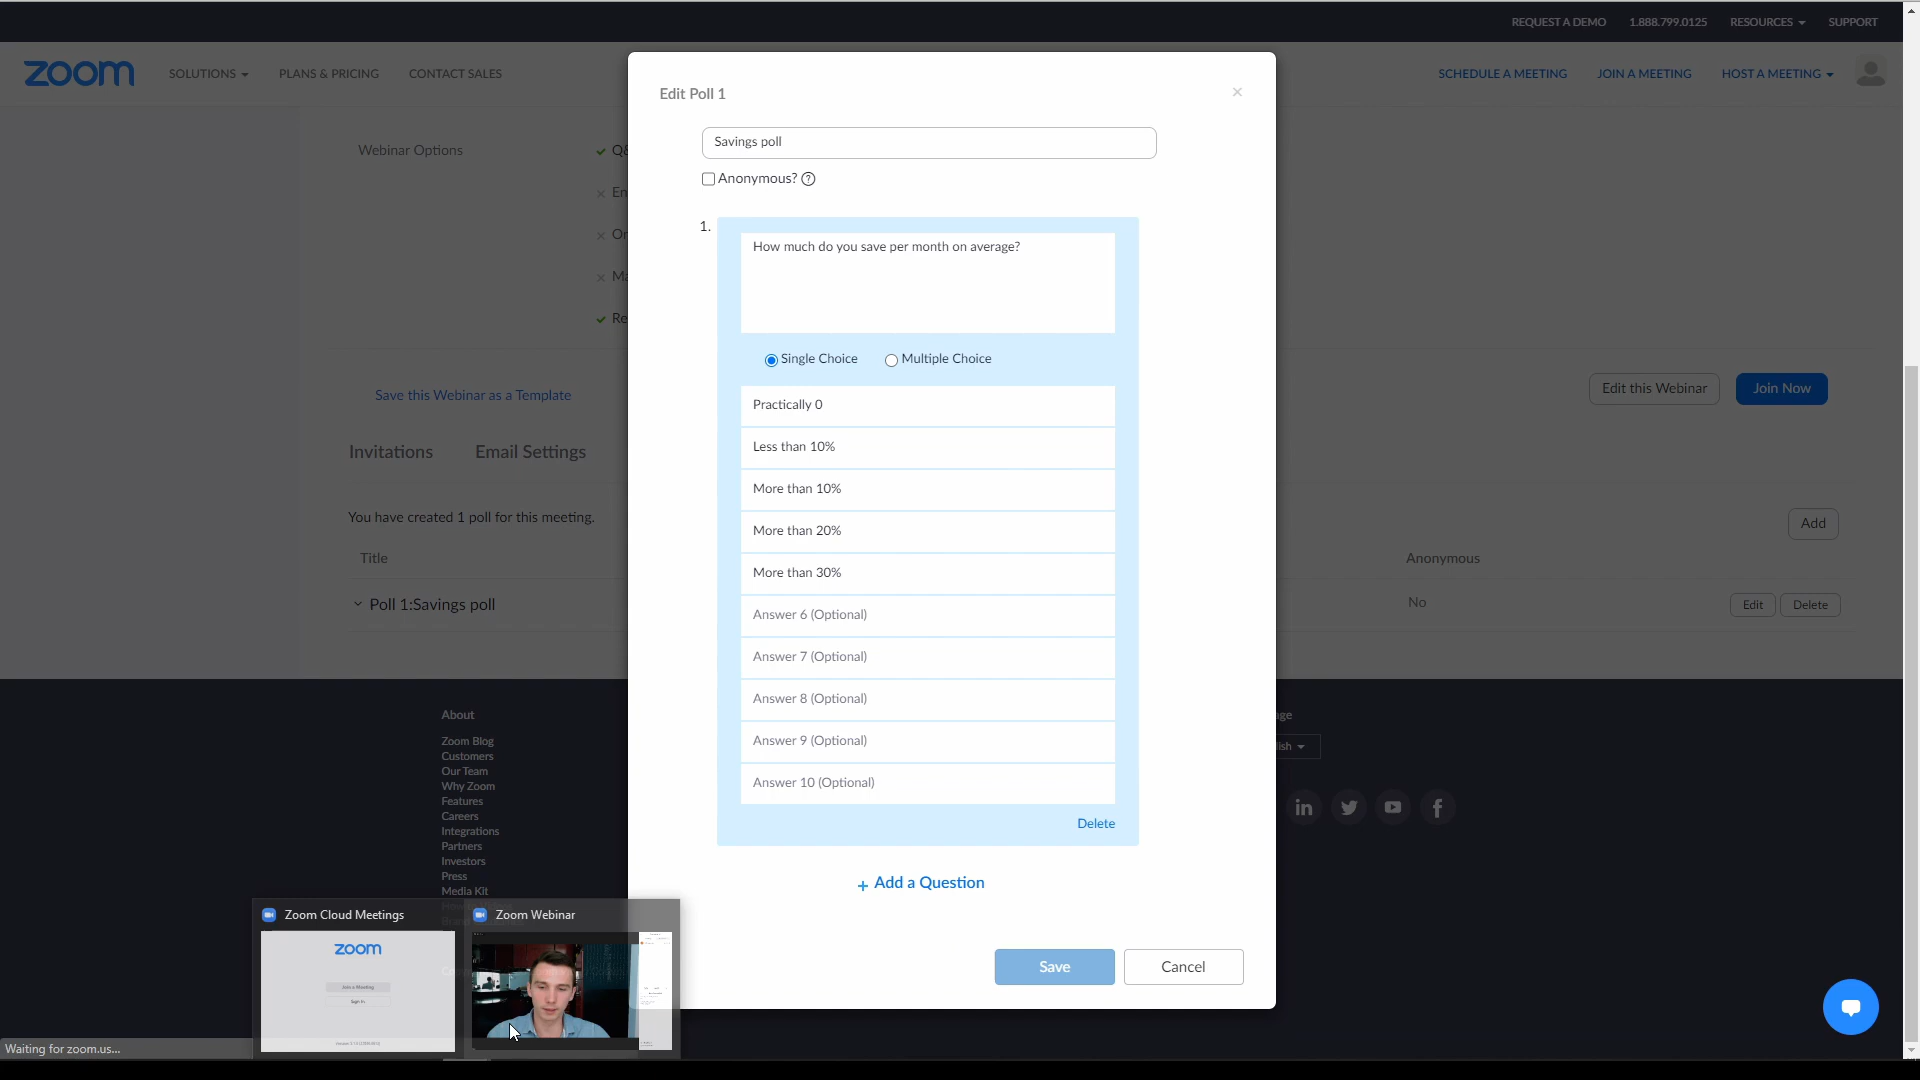 REQUEST A DEMO 1.888.799.0125 RESOURCES SUPPORT
zoom SOLUTIONS PLANS & PRICING CONTACT SALES SCHEDULE A MEETING JOIN A MEETING HOST A MEETING
Edit Poll 1 ×
Savings poll
Anonymous? ?
Webinar Options
1.
How much do you save per month on average?
Single Choice Multiple Choice
Practically 0
Less than 10%
More than 10%
More than 20%
More than 30%
Answer 6 (Optional)
Answer 7 (Optional)
Answer 8 (Optional)
Answer 9 (Optional)
Answer 10 (Optional)
Delete
+ Add a Question
Save Cancel
Save this Webinar as a Template
Edit this Webinar Join Now
Invitations Email Settings
You have created 1 poll for this meeting.
Add
Title Anonymous
Poll 1:Savings poll No Edit Delete
About
Zoom Blog
Customers
Our Team
Why Zoom
Features
Careers
Integrations
Partners
Investors
Press
Media Kit
Zoom Cloud Meetings Zoom Webinar
zoom
Join a Meeting
Sign In
Waiting for zoom.us...